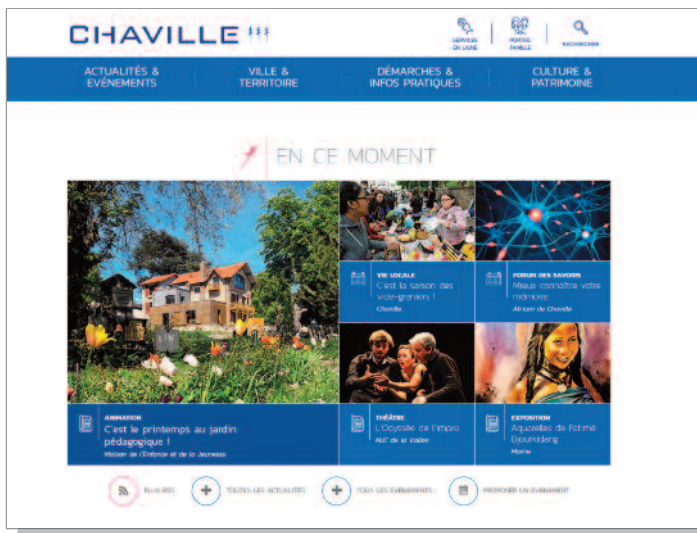 CHAVILLE
SERVICES
EN LIGNE
PORTAIL
FAMILLE
RECHERCHER
ACTUALITÉS &
ÉVÉNEMENTS
VILLE &
TERRITOIRE
DÉMARCHES &
INFOS PRATIQUES
CULTURE &
PATRIMOINE
EN CE MOMENT
VIE LOCALE
C'est la saison des
vide-greniers !
Chaville
FORUM DES SAVOIRS
Mieux connaître votre
mémoire
Atrium de Chaville
ANIMATION
C'est le printemps au jardin
pédagogique !
Maison de l'Enfance et de la Jeunesse
THÉÂTRE
L'Odyssée de l'impro
MJC de la Vallée
EXPOSITION
Aquarelles de Fatimé
Djourkidang
Mairie
FLUX RSS
TOUTES LES ACTUALITÉS
TOUS LES ÉVÉNEMENTS
PROPOSER UN ÉVÉNEMENT